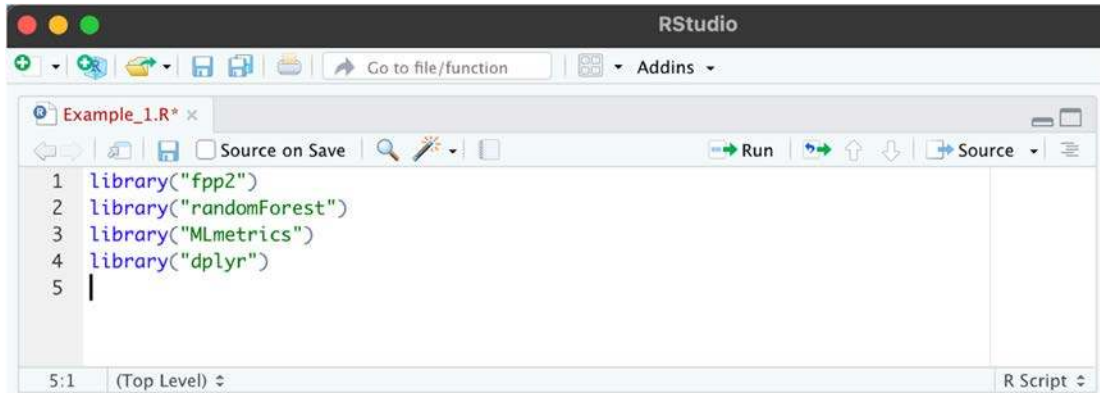 RStudio
Go to file/function
Addins
Example_1.R*
Source on Save
Run
Source
1 library("fpp2")
2 library("randomForest")
3 library("MLmetrics")
4 library("dplyr")
5
5:1 (Top Level) R Script